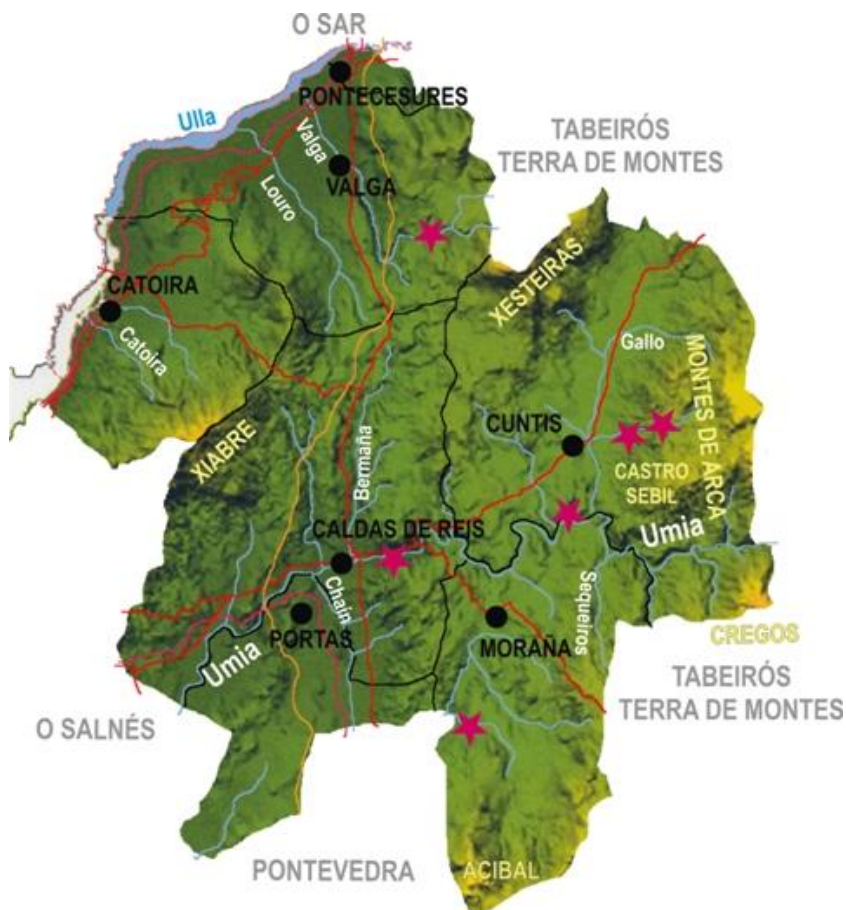 O SAR
PONTECESURES
Ulla
TABEIRÓS
TERRA DE MONTES
Valga
VALGA
Louro
XESTEIRAS
CATOIRA
Catoira
Gallo
MONTES DE ARCA
CUNTIS
XIABRE
Bermaña
CASTRO
SEBIL
Umia
CALDAS DE REIS
Chaín
Sequeiros
PORTAS
MORAÑA
Umia
CREGOS
TABEIRÓS
TERRA DE MONTES
O SALNÉS
PONTEVEDRA
ACIBAL